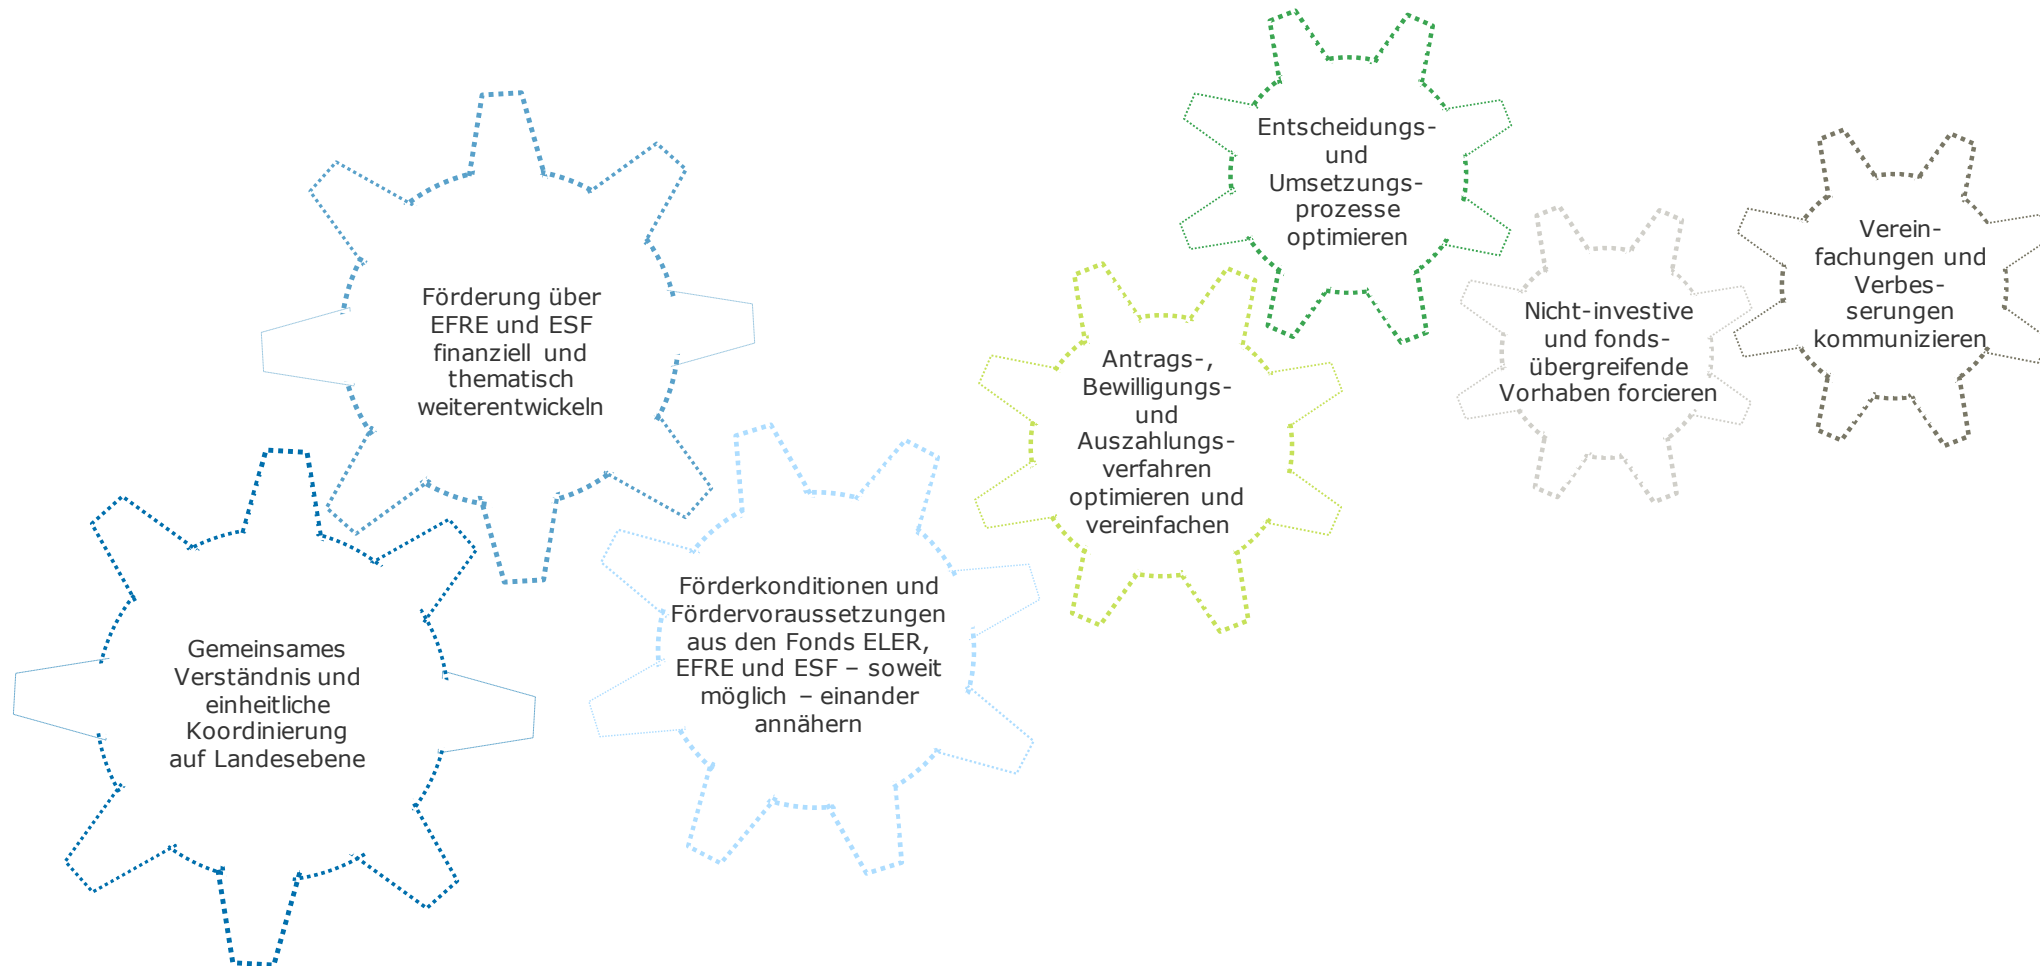 Gemeinsames
Verständnis und
einheitliche
Koordinierung
auf Landesebene
Förderung über
EFRE und ESF
finanziell und
thematisch
weiterentwickeln
Förderkonditionen und
Fördervoraussetzungen
aus den Fonds ELER,
EFRE und ESF – soweit
möglich – einander
annähern
Antrags-,
Bewilligungs-
und
Auszahlungs-
verfahren
optimieren und
vereinfachen
Entscheidungs-
und
Umsetzungs-
prozesse
optimieren
Nicht-investive
und fonds-
übergreifende
Vorhaben forcieren
Verein-
fachungen und
Verbes-
serungen
kommunizieren